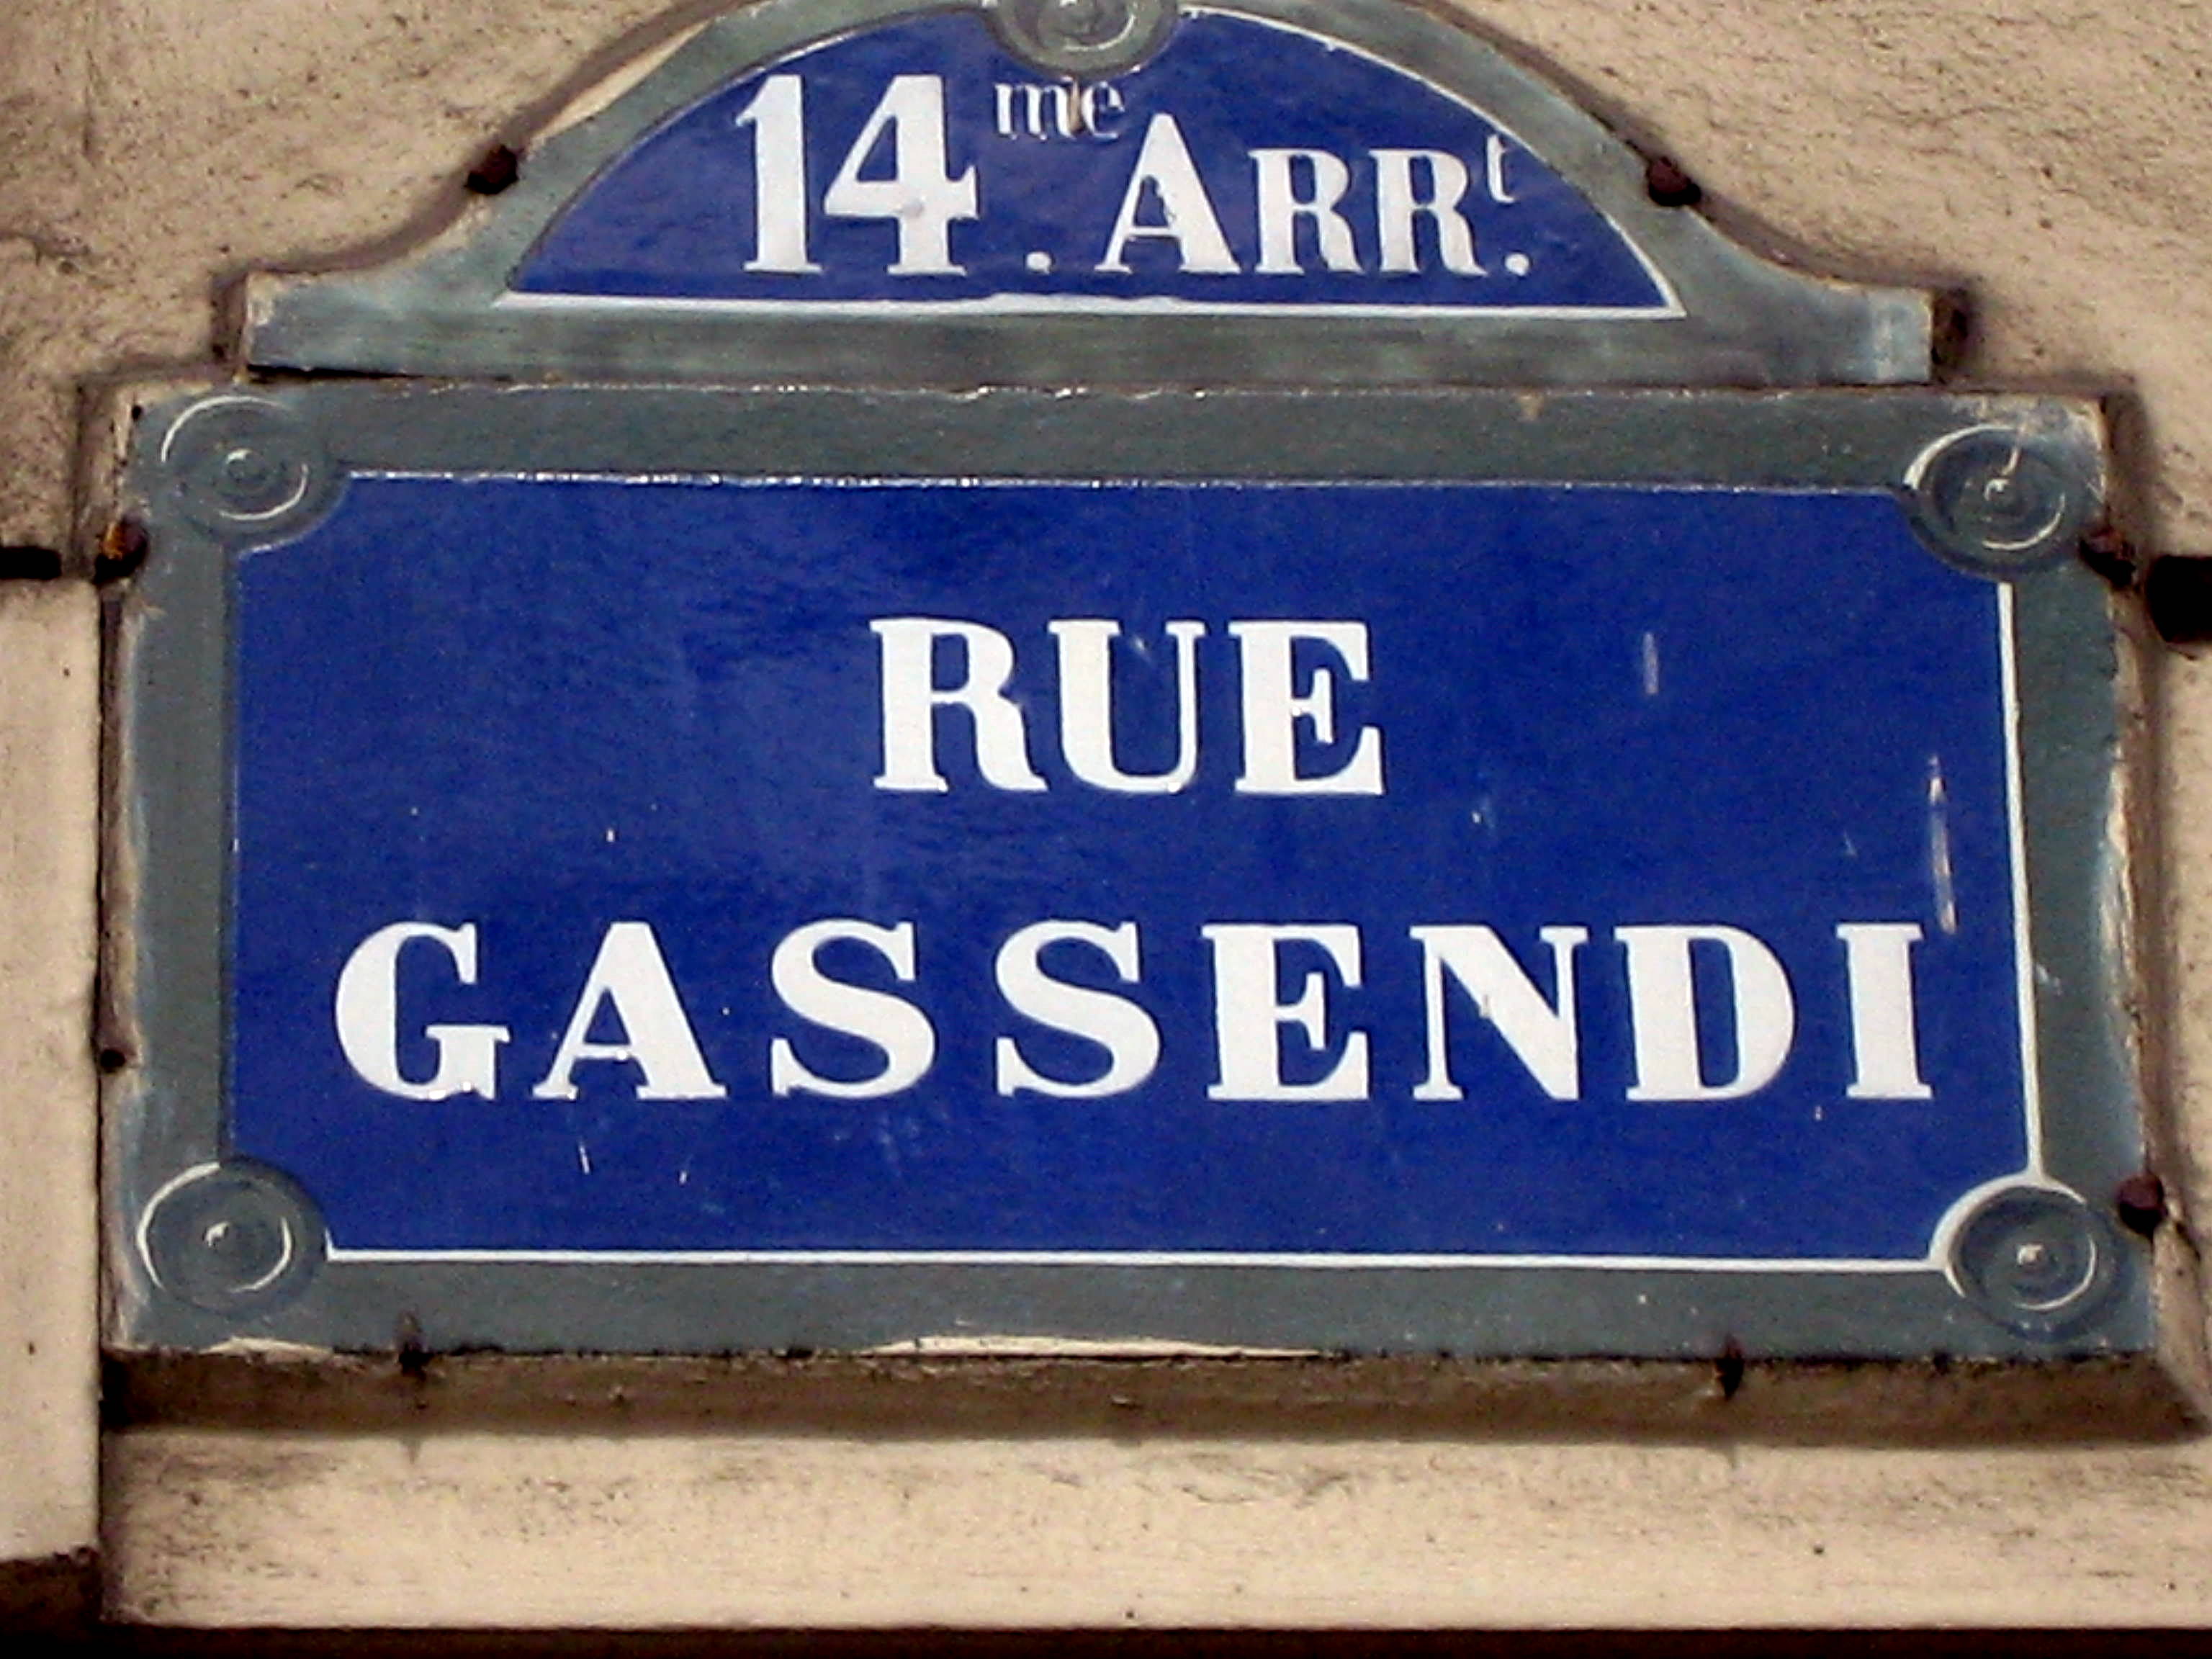 14me. ARRt.
RUE
GASSENDI